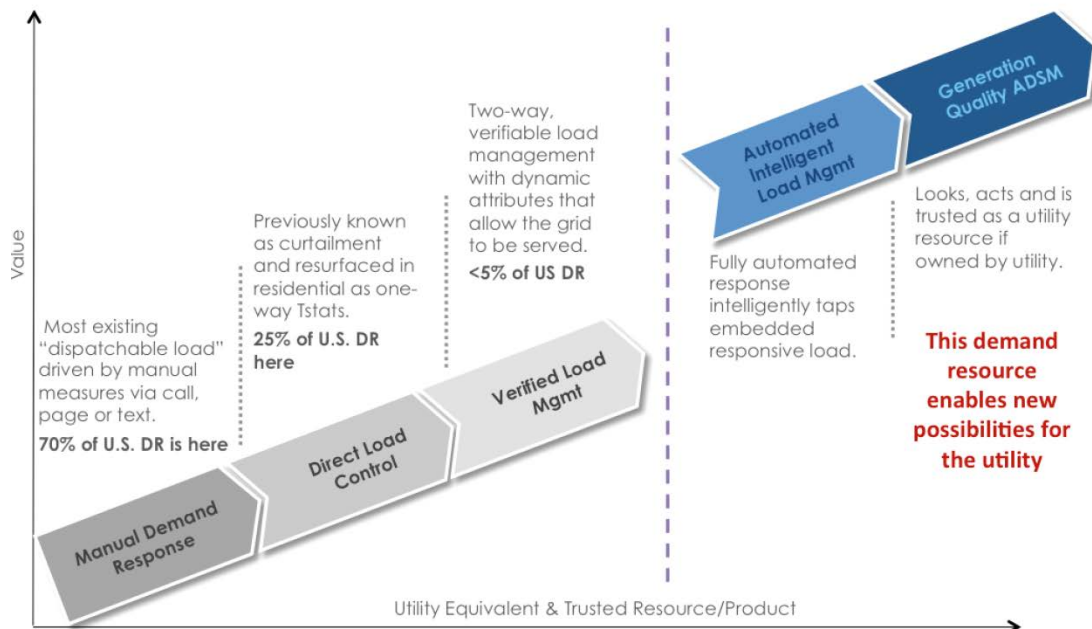 Value
Most existing
“dispatchable load”
driven by manual
measures via call,
page or text.
70% of U.S. DR is here
Manual Demand
Response
Previously known
as curtailment
and resurfaced in
residential as one-
way Tstats.
25% of U.S. DR
here
Direct Load
Control
Two-way,
verifiable load
management
with dynamic
attributes that
allow the grid
to be served.
<5% of US DR
Verified Load
Mgmt
Automated
Intelligent
Load Mgmt
Fully automated
response
intelligently taps
embedded
responsive load.
Generation
Quality ADSM
Looks, acts and is
trusted as a utility
resource if
owned by utility.
This demand
resource
enables new
possibilities for
the utility
Utility Equivalent & Trusted Resource/Product